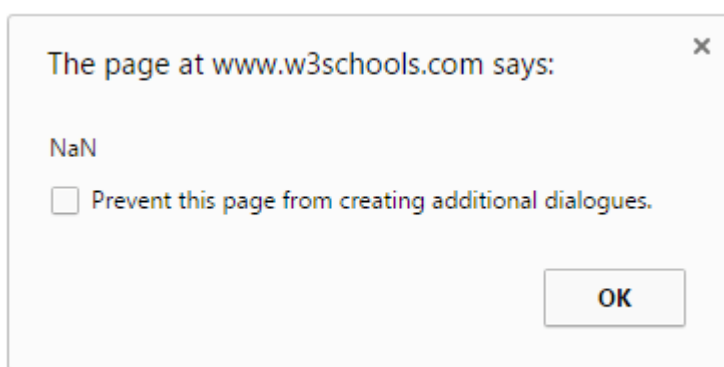 The page at www.w3schools.com says:
NaN
Prevent this page from creating additional dialogues.
OK